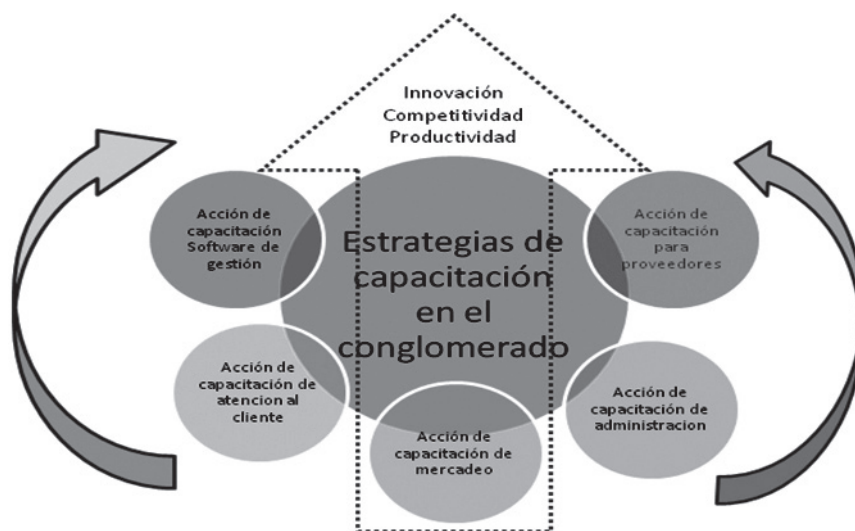 Innovación
Competitividad
Productividad
Acción de
capacitación
Software de
gestión
Estrategias de
capacitación
en el
conglomerado
Acción de
capacitación
para
proveedores
Acción de
capacitación de
atencion al
cliente
Acción de
capacitación de
mercadeo
Acción de
capacitación de
administracion